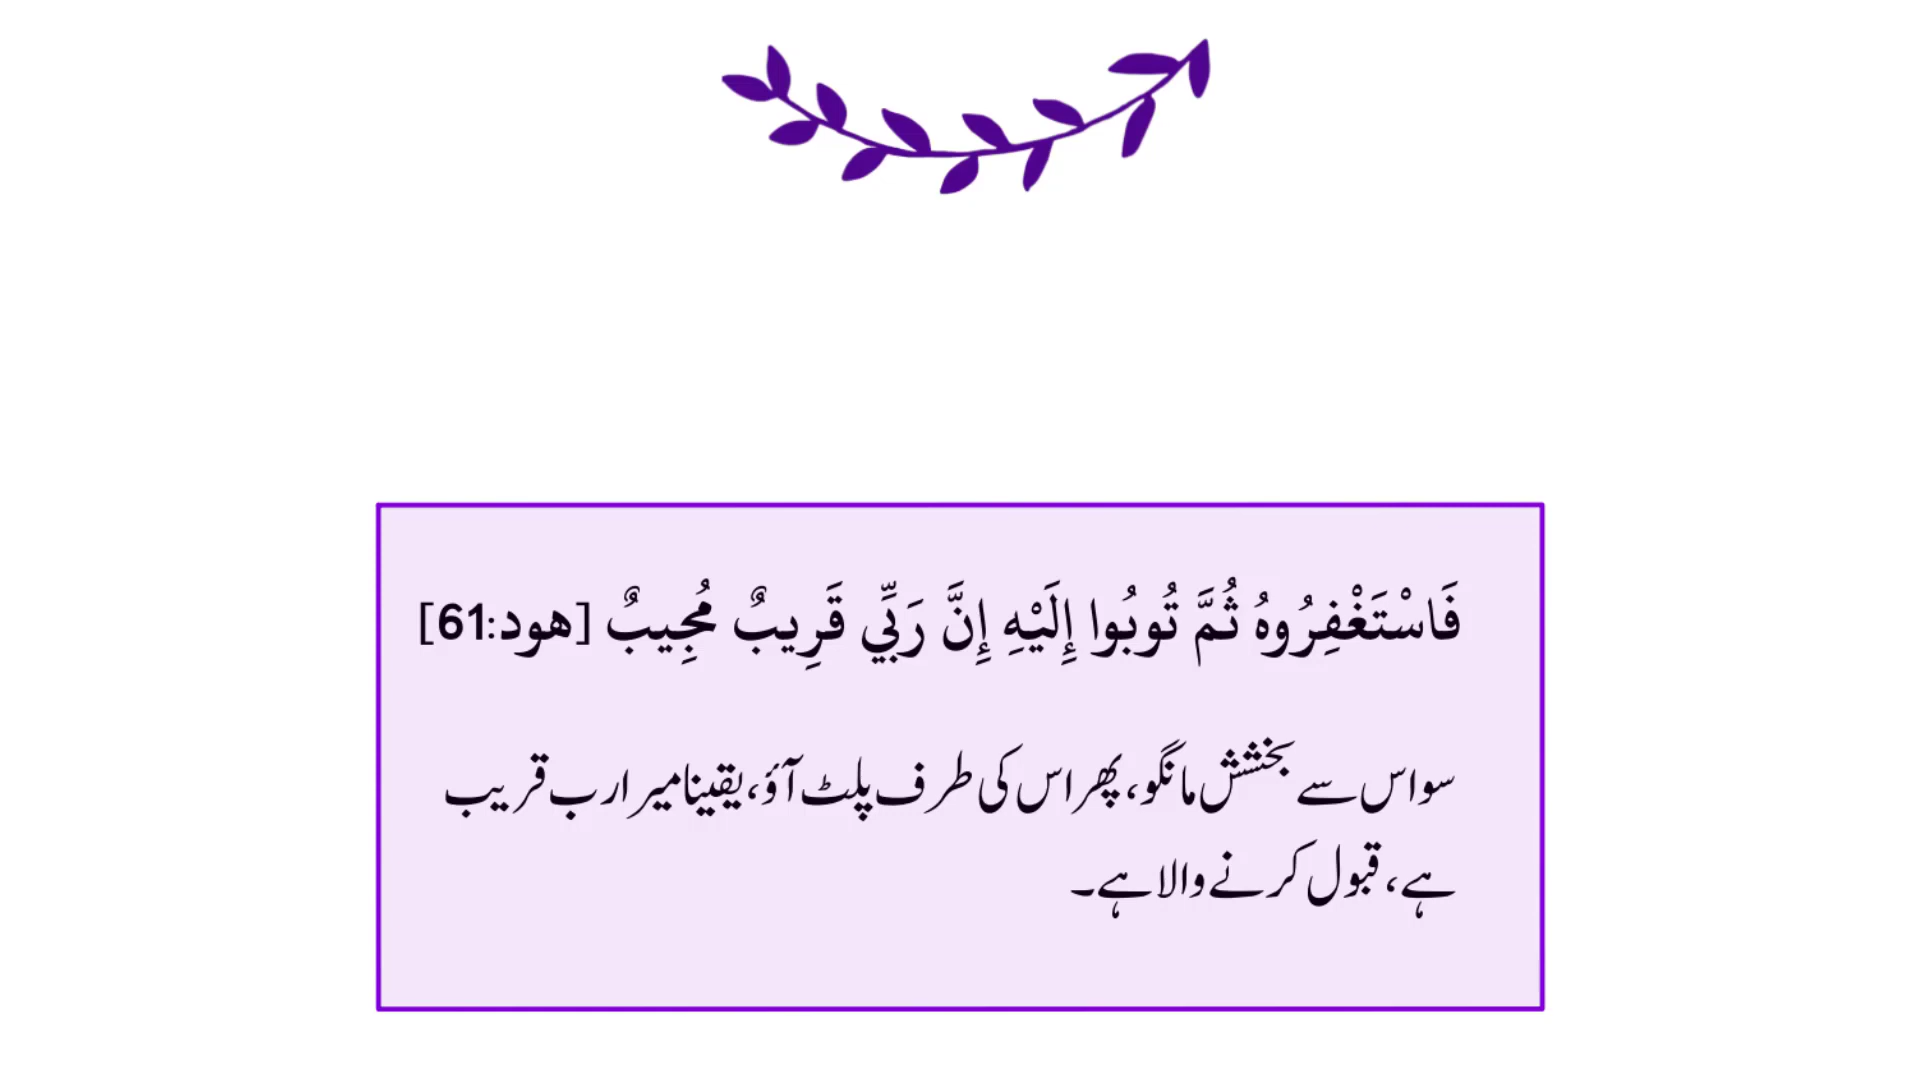 فَاسْتَغْفِرُوهُ ثُمَّ تُوبُوا إِلَيْهِ إِنَّ رَبِّي قَرِيبٌ مُجِيبٌ [هود:61]
سو اس سے بخشش مانگو، پھر اس کی طرف پلٹ آؤ، یقینا میرا رب قریب
ہے، قبول کرنے والا ہے۔